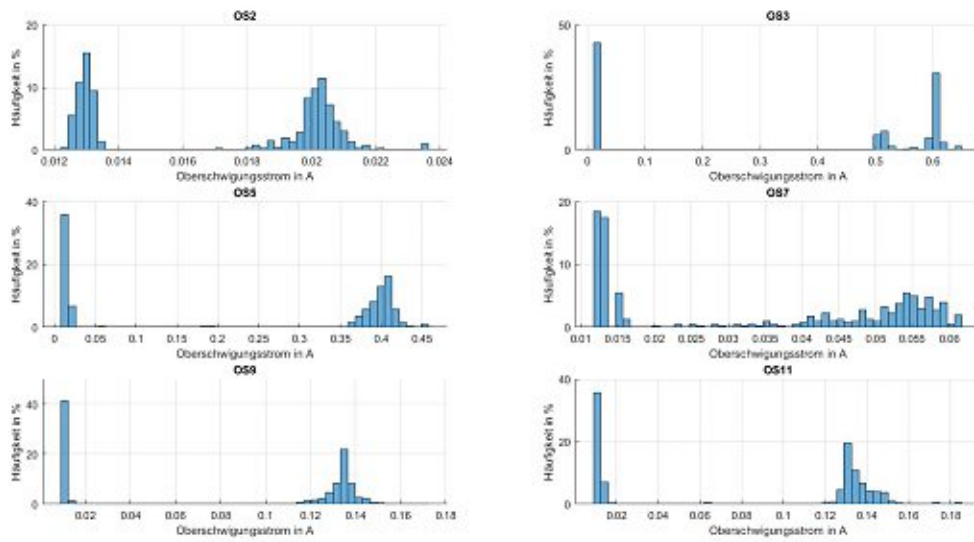 OS2
Häufigkeit in %
20
10
0
0.012 0.014 0.016 0.018 0.02 0.022 0.024
Oberschwigungsstrom in A
OS3
Häufigkeit in %
50
0
0 0.1 0.2 0.3 0.4 0.5 0.6
Oberschwigungsstrom in A
OS5
Häufigkeit in %
40
20
0
0 0.05 0.1 0.15 0.2 0.25 0.3 0.35 0.4 0.45
Oberschwigungsstrom in A
OS7
Häufigkeit in %
20
10
0
0.01 0.015 0.02 0.025 0.03 0.035 0.04 0.045 0.05 0.055 0.06
Oberschwigungsstrom in A
OS9
Häufigkeit in %
40
20
0
0.02 0.04 0.06 0.08 0.1 0.12 0.14 0.16 0.18
Oberschwigungsstrom in A
OS11
Häufigkeit in %
40
20
0
0.02 0.04 0.06 0.08 0.1 0.12 0.14 0.16 0.18
Oberschwigungsstrom in A